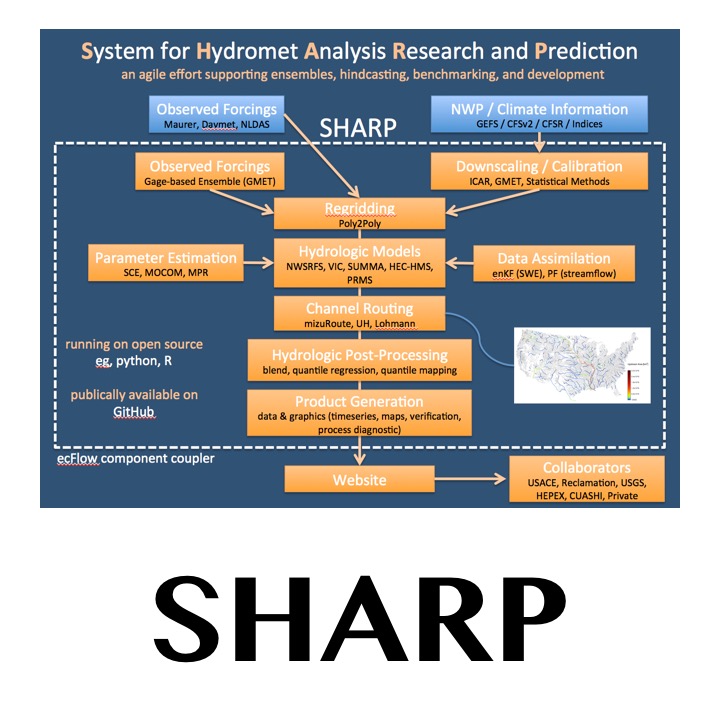 System for Hydromet Analysis Research and Prediction
an agile effort supporting ensembles, hindcasting, benchmarking, and development
Observed Forcings
Maurer, Davmet, NLDAS
NWP / Climate Information
GEFS / CFSv2 / CFSR / Indices
SHARP
Observed Forcings
Gage-based Ensemble (GMET)
Downscaling / Calibration
ICAR, GMET, Statistical Methods
Regridding
Poly2Poly
Parameter Estimation
SCE, MOCOM, MPR
Hydrologic Models
NWSRFS, VIC, SUMMA, HEC-HMS,
PRMS
Data Assimilation
enKF (SWE), PF (streamflow)
Channel Routing
mizuRoute, UH, Lohmann
running on open source
eg, python, R
Hydrologic Post-Processing
blend, quantile regression, quantile mapping
publically available on
GitHub
Product Generation
data & graphics (timeseries, maps, verification,
process diagnostic)
ecFlow component coupler
Website
Collaborators
USACE, Reclamation, USGS,
HEPEX, CUASHI, Private
SHARP